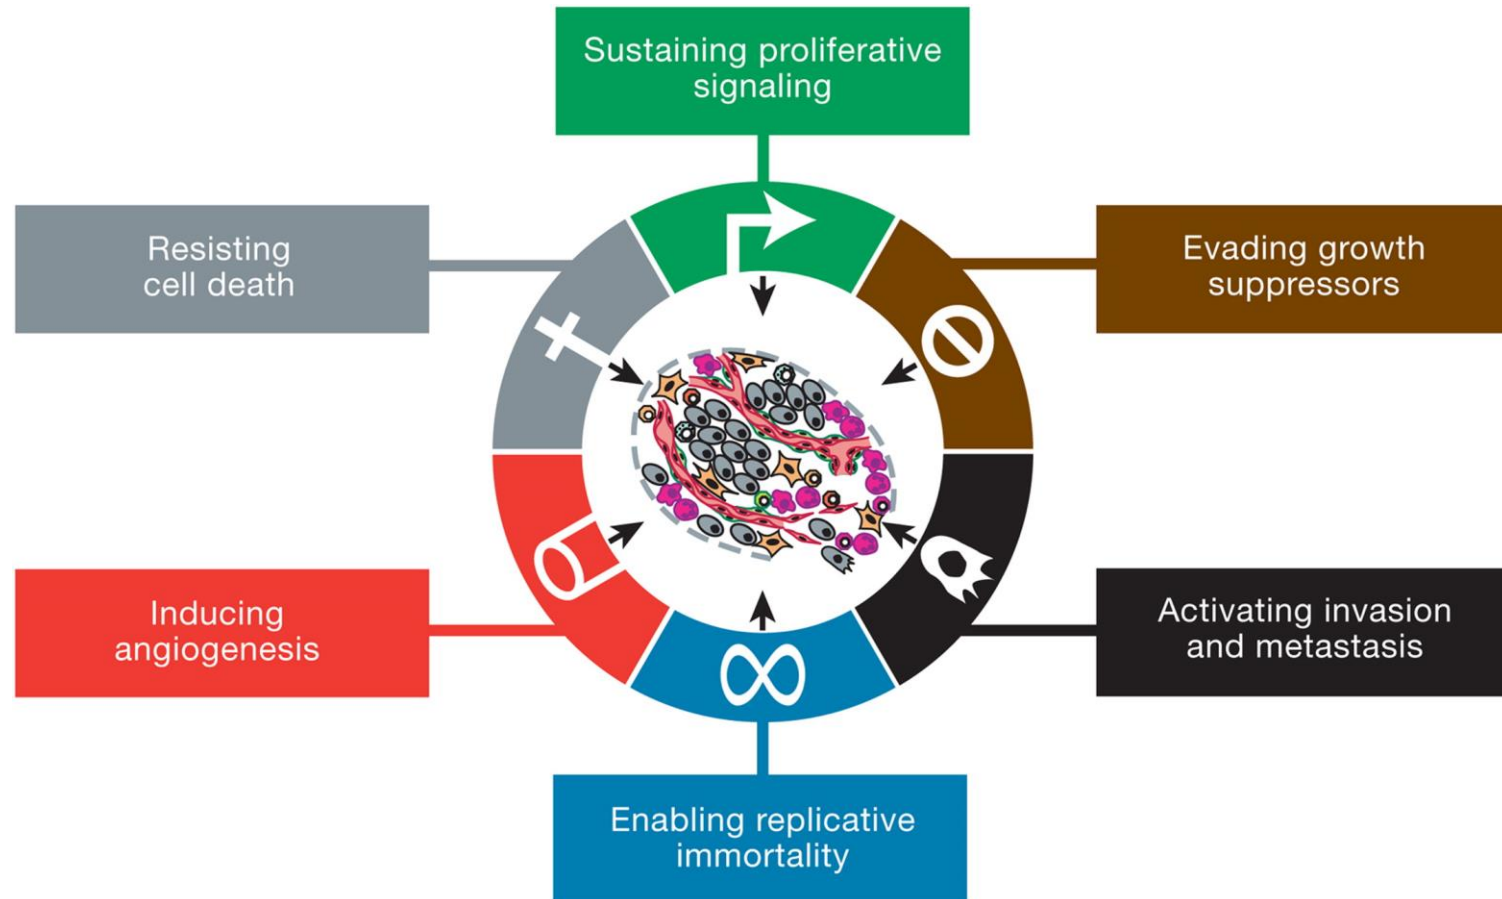 Sustaining proliferative
signaling
Resisting
cell death
Evading growth
suppressors
Inducing
angiogenesis
Activating invasion
and metastasis
Enabling replicative
immortality